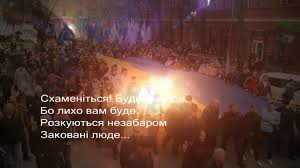 Схаменіться!
Бо лихо вам буде,
Розкуються незабаром
Заковані люде...